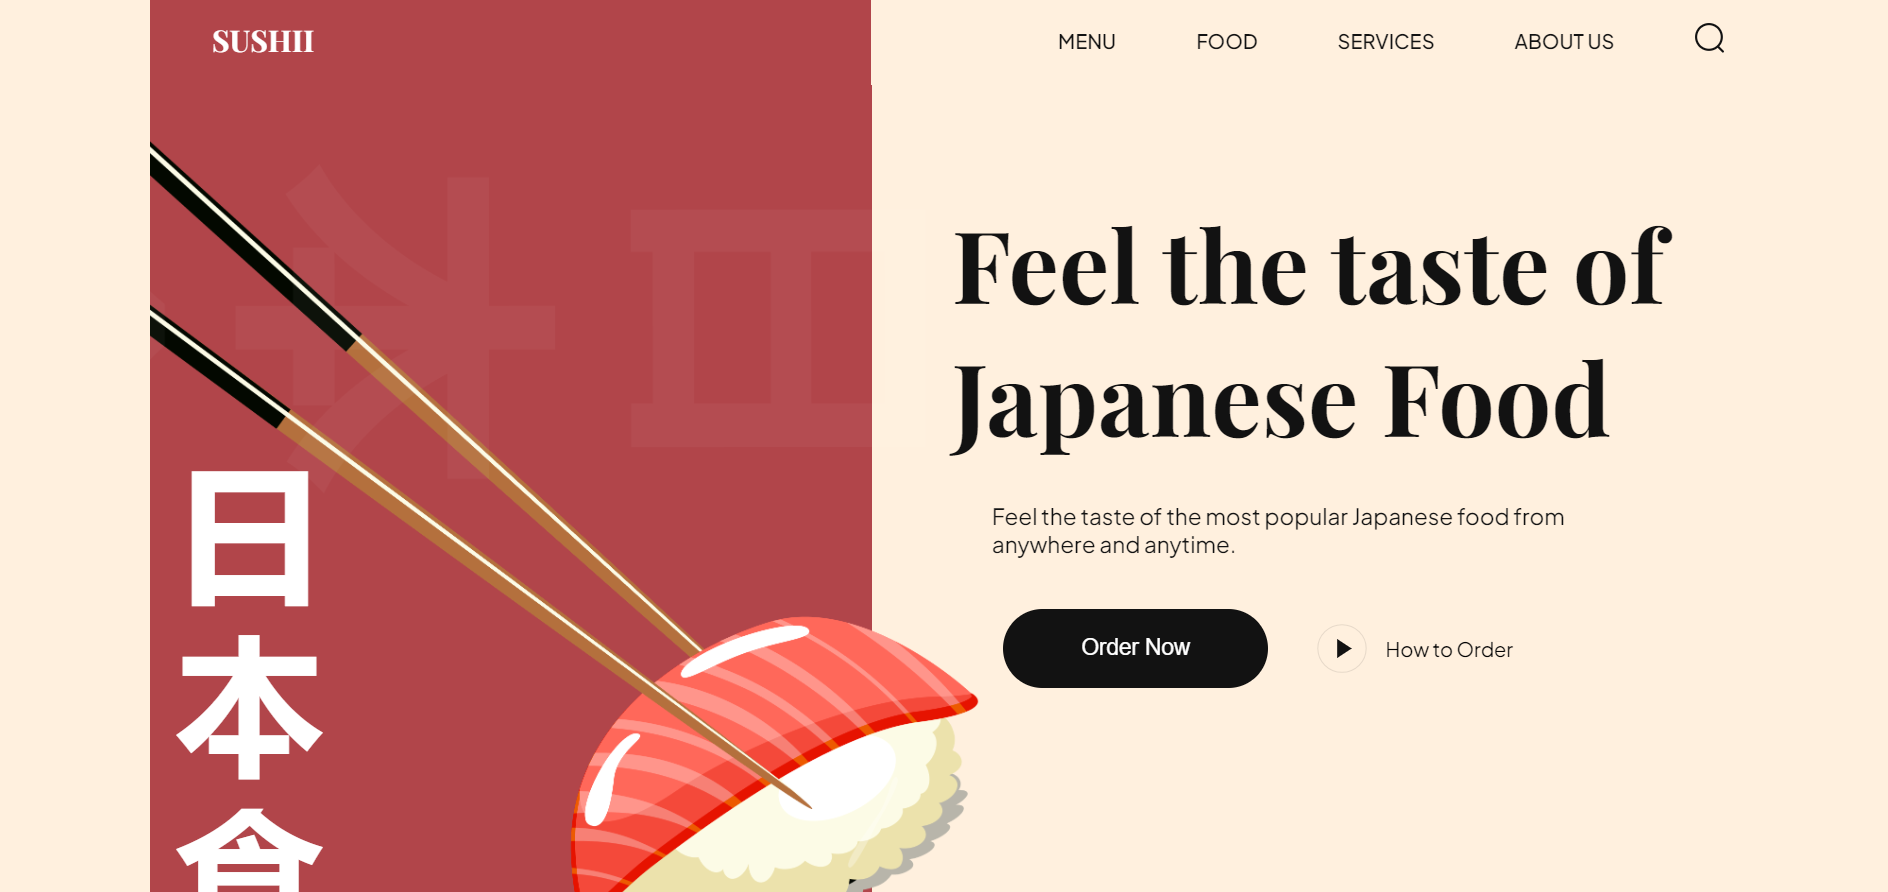 SUSHII
MENU
FOOD
SERVICES
ABOUT US
Feel the taste of
Japanese Food
Feel the taste of the most popular Japanese food from
anywhere and anytime.
Order Now
How to Order
日
本
食